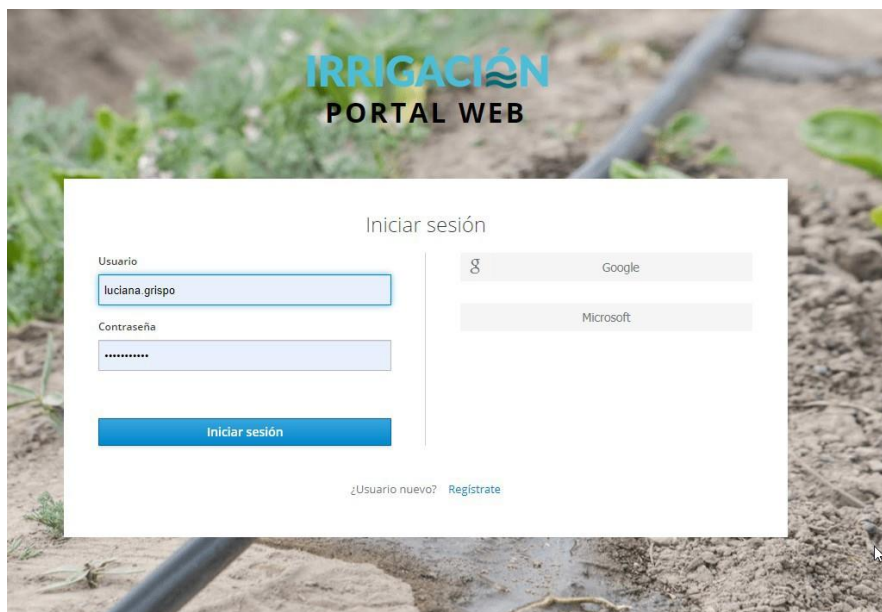 IRRIGACIÓN
PORTAL WEB
Iniciar sesión
Usuario
luciana.grispo
Contraseña
•••••••••••
Iniciar sesión
Google
Microsoft
¿Usuario nuevo? Regístrate